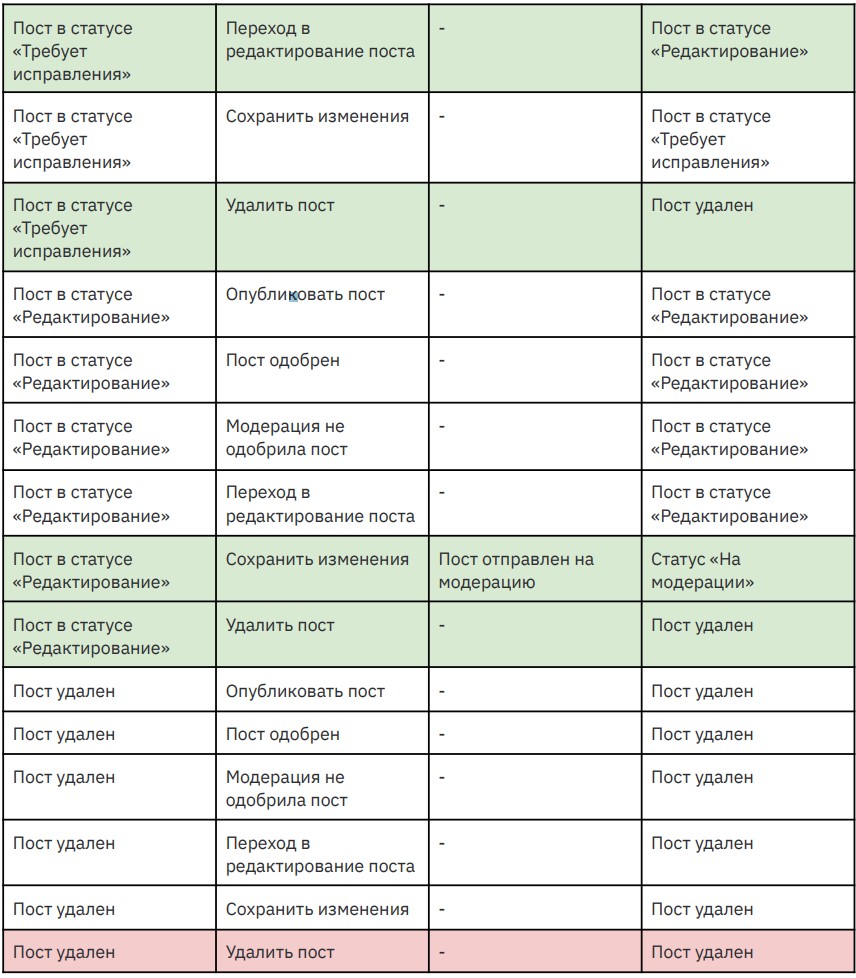 Пост в статусе
«Требует
исправления»
Переход в
редактирование поста
-
Пост в статусе
«Редактирование»
Пост в статусе
«Требует
исправления»
Сохранить изменения
-
Пост в статусе
«Требует
исправления»
Пост в статусе
«Требует
исправления»
Удалить пост
-
Пост удален
Пост в статусе
«Редактирование»
Опубликовать пост
-
Пост в статусе
«Редактирование»
Пост в статусе
«Редактирование»
Пост одобрен
-
Пост в статусе
«Редактирование»
Пост в статусе
«Редактирование»
Модерация не
одобрила пост
-
Пост в статусе
«Редактирование»
Пост в статусе
«Редактирование»
Переход в
редактирование поста
-
Пост в статусе
«Редактирование»
Пост в статусе
«Редактирование»
Сохранить изменения
Пост отправлен на
модерацию
Статус «На
модерации»
Пост в статусе
«Редактирование»
Удалить пост
-
Пост удален
Пост удален
Опубликовать пост
-
Пост удален
Пост удален
Пост одобрен
-
Пост удален
Пост удален
Модерация не
одобрила пост
-
Пост удален
Пост удален
Переход в
редактирование поста
-
Пост удален
Пост удален
Сохранить изменения
-
Пост удален
Пост удален
Удалить пост
-
Пост удален